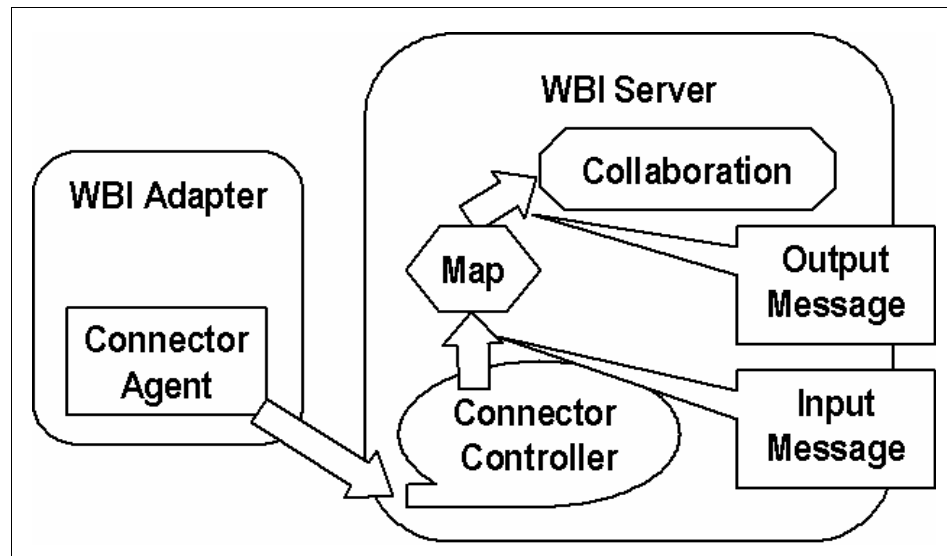 WBI Server
Collaboration
WBI Adapter
Map
Output
Message
Connector
Agent
Connector
Controller
Input
Message